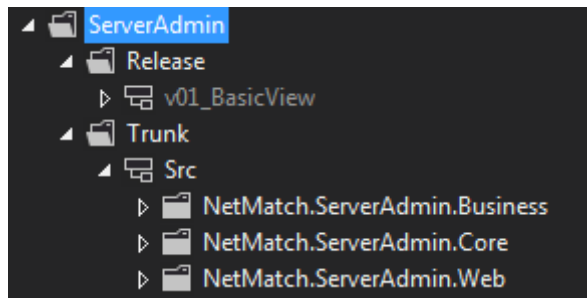 ServerAdmin
Release
v01_BasicView
Trunk
Src
NetMatch.ServerAdmin.Business
NetMatch.ServerAdmin.Core
NetMatch.ServerAdmin.Web